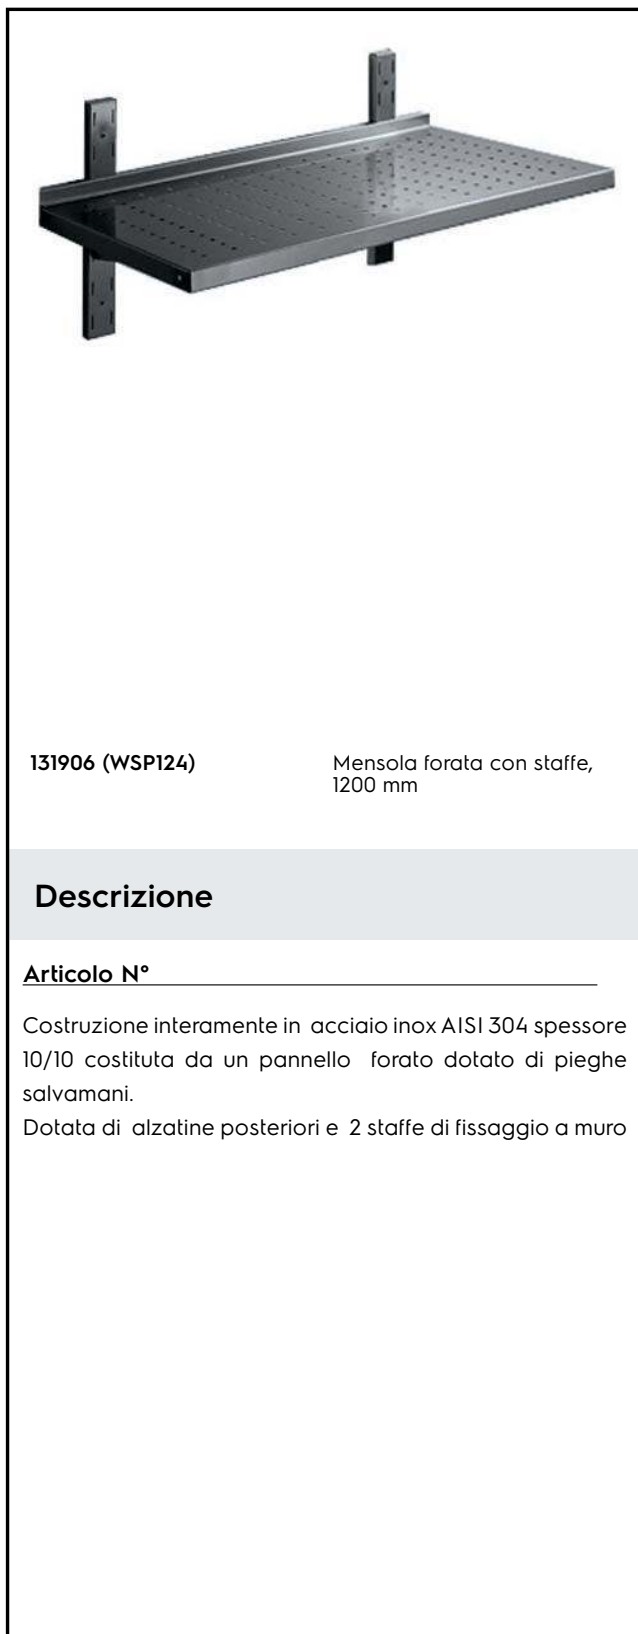 131906 (WSP124)
Mensola forata con staffe,
1200 mm
Descrizione
Articolo N°
Costruzione interamente in acciaio inox AISI 304 spessore
10/10 costituta da un pannello forato dotato di pieghe
salvamani.
Dotata di alzatine posteriori e 2 staffe di fissaggio a muro